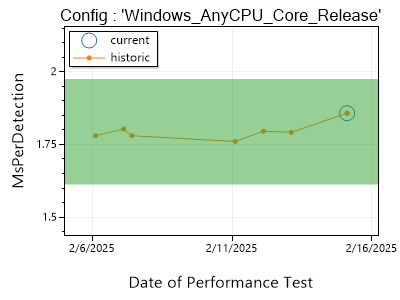 Config : 'Windows_AnyCPU_Core_Release'
current
historic
2
1.75
1.5
MsPerDetection
2/6/2025
2/11/2025
2/16/2025
Date of Performance Test